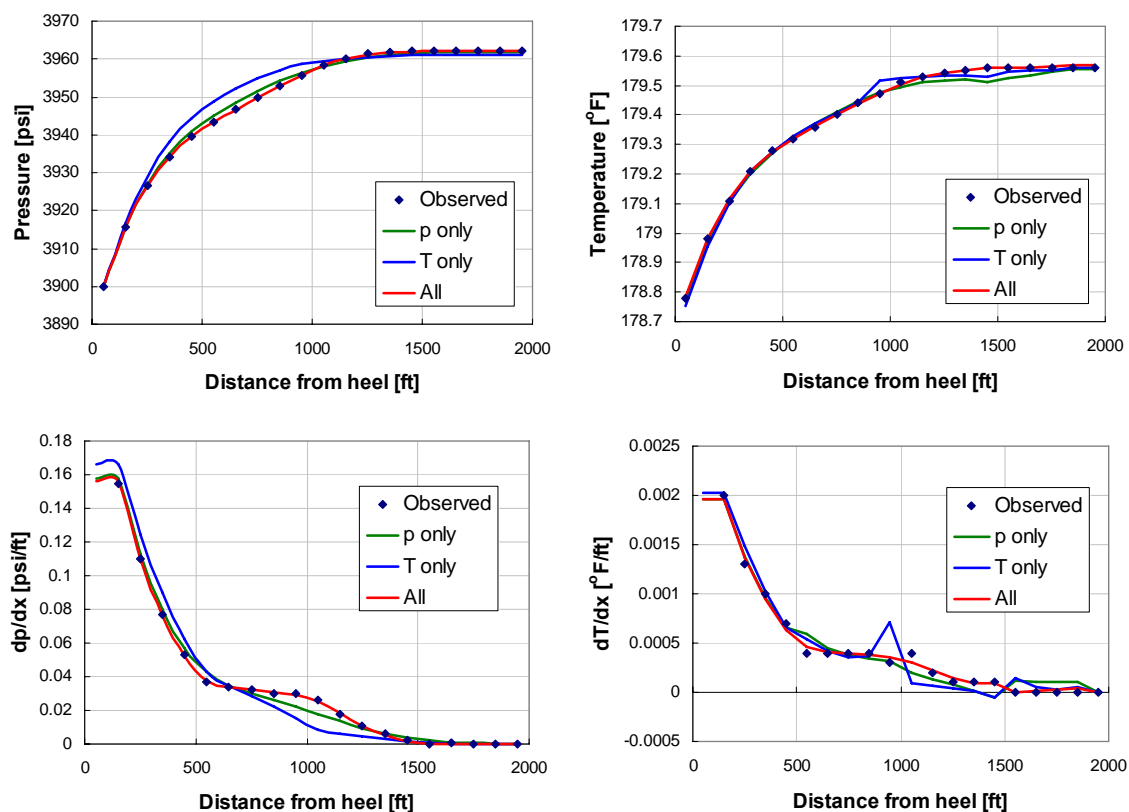 3970
3960
3950
3940
3930
3920
3910
3900
3890
Pressure [psi]
Observed
p only
T only
All
0 500 1000 1500 2000
Distance from heel [ft]
179.7
179.6
179.5
179.4
179.3
179.2
179.1
179
178.9
178.8
178.7
Temperature [°F]
Observed
p only
T only
All
0 500 1000 1500 2000
Distance from heel [ft]
0.18
0.16
0.14
0.12
0.1
0.08
0.06
0.04
0.02
0
dp/dx [psi/ft]
Observed
p only
T only
All
0 500 1000 1500 2000
Distance from heel [ft]
0.0025
0.002
0.0015
0.001
0.0005
0
-0.0005
dT/dx [°F/ft]
Observed
p only
T only
All
0 500 1000 1500 2000
Distance from heel [ft]